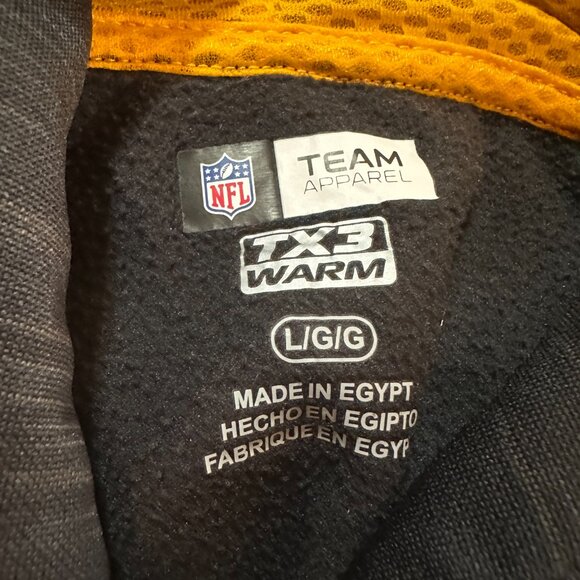 NFL
TEAM
APPAREL
TX3
WARM
L/G/G
MADE IN EGYPT
HECHO EN EGIPTO
FABRIQUE EN EGYP